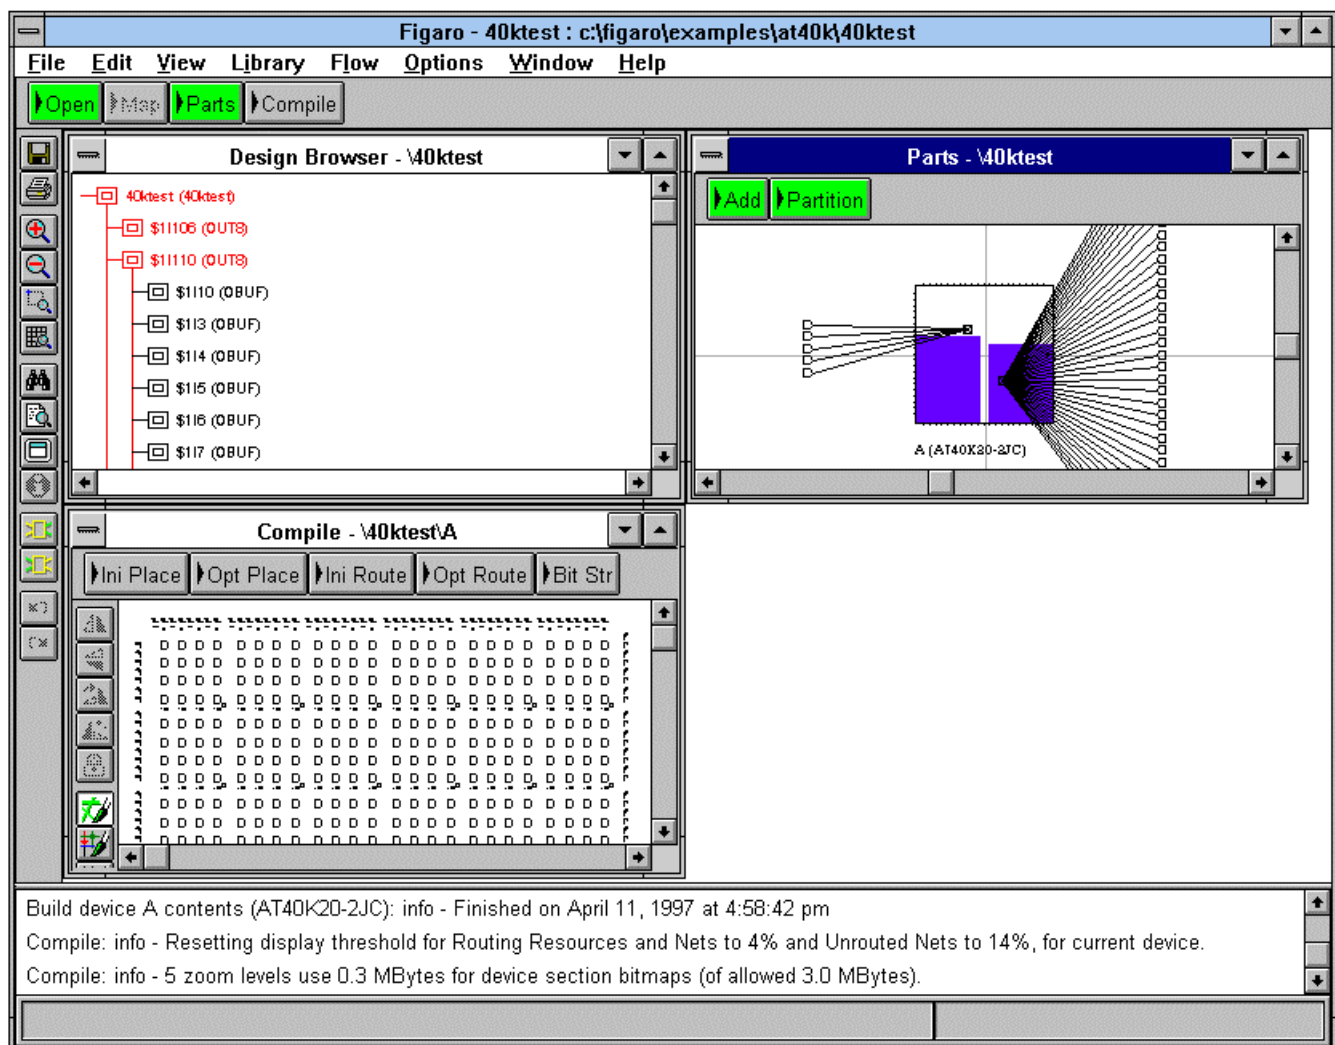 Figaro - 40ktest : c:\figaro\examples\at40k\40ktest
File Edit View Library Flow Options Window Help
Open Map Parts Compile
Design Browser - \40ktest
40ktest (40ktest)
$1I106 (OUT8)
$1I110 (OUT8)
$1I10 (OBUF)
$1I3 (OBUF)
$1I4 (OBUF)
$1I5 (OBUF)
$1I6 (OBUF)
$1I7 (OBUF)
Parts - \40ktest
Add Partition
A (AT40K20-2JC)
Compile - \40ktest\A
Ini Place Opt Place Ini Route Opt Route Bit Str
Build device A contents (AT40K20-2JC): info - Finished on April 11, 1997 at 4:58:42 pm
Compile: info - Resetting display threshold for Routing Resources and Nets to 4% and Unrouted Nets to 14%, for current device.
Compile: info - 5 zoom levels use 0.3 MBytes for device section bitmaps (of allowed 3.0 MBytes).